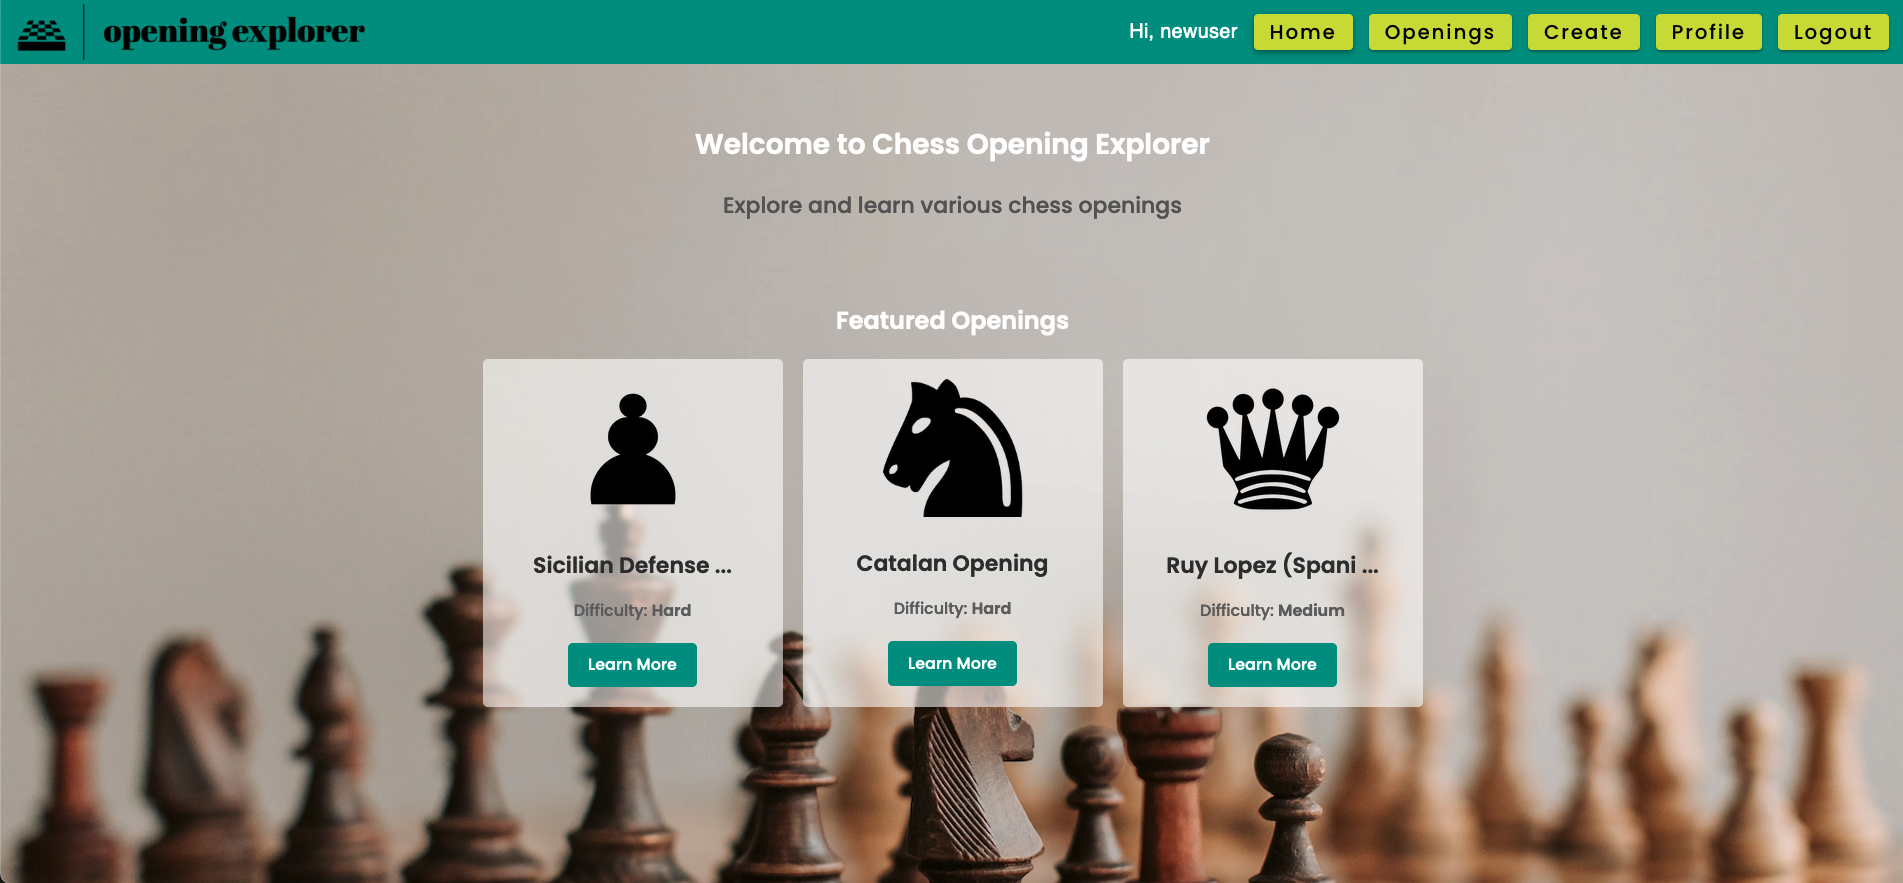 opening explorer
Hi, newuser
Home
Openings
Create
Profile
Logout
Welcome to Chess Opening Explorer
Explore and learn various chess openings
Featured Openings
Sicilian Defense ...
Difficulty: Hard
Learn More
Catalan Opening
Difficulty: Hard
Learn More
Ruy Lopez (Spani ...
Difficulty: Medium
Learn More